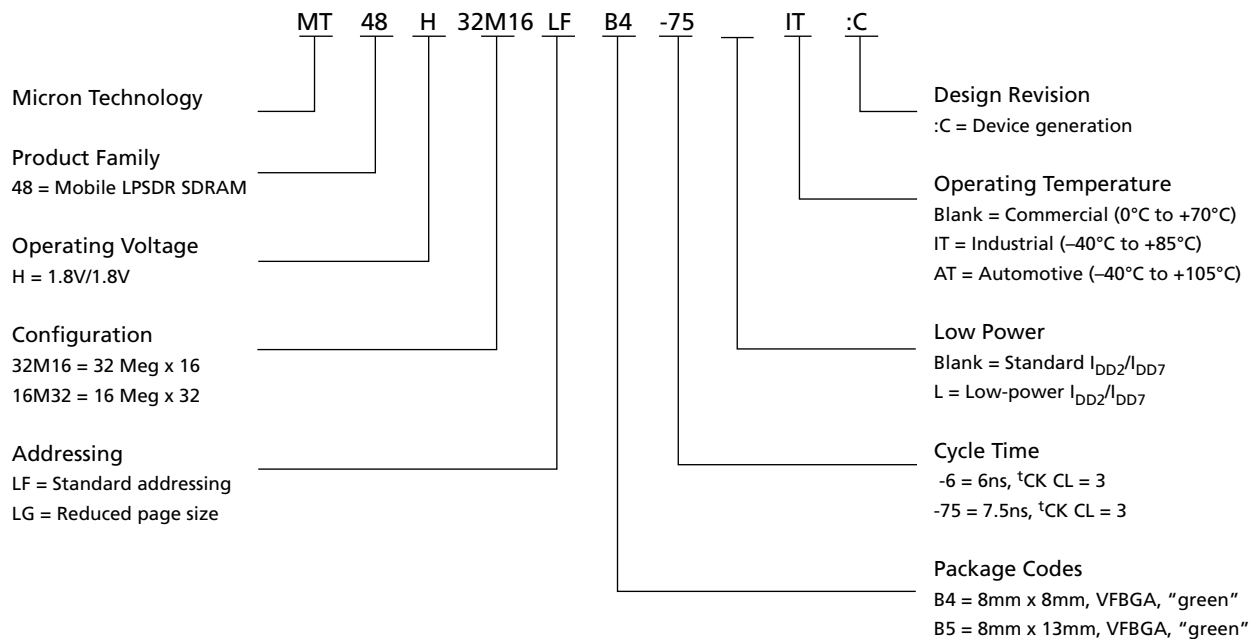 MT 48 H 32M16 LF B4 -75 __ IT :C
Micron Technology
Product Family
48 = Mobile LPSDR SDRAM
Operating Voltage
H = 1.8V/1.8V
Configuration
32M16 = 32 Meg x 16
16M32 = 16 Meg x 32
Addressing
LF = Standard addressing
LG = Reduced page size
Design Revision
:C = Device generation
Operating Temperature
Blank = Commercial (0°C to +70°C)
IT = Industrial (–40°C to +85°C)
AT = Automotive (–40°C to +105°C)
Low Power
Blank = Standard IDD2/IDD7
L = Low-power IDD2/IDD7
Cycle Time
-6 = 6ns, tCK CL = 3
-75 = 7.5ns, tCK CL = 3
Package Codes
B4 = 8mm x 8mm, VFBGA, “green”
B5 = 8mm x 13mm, VFBGA, “green”